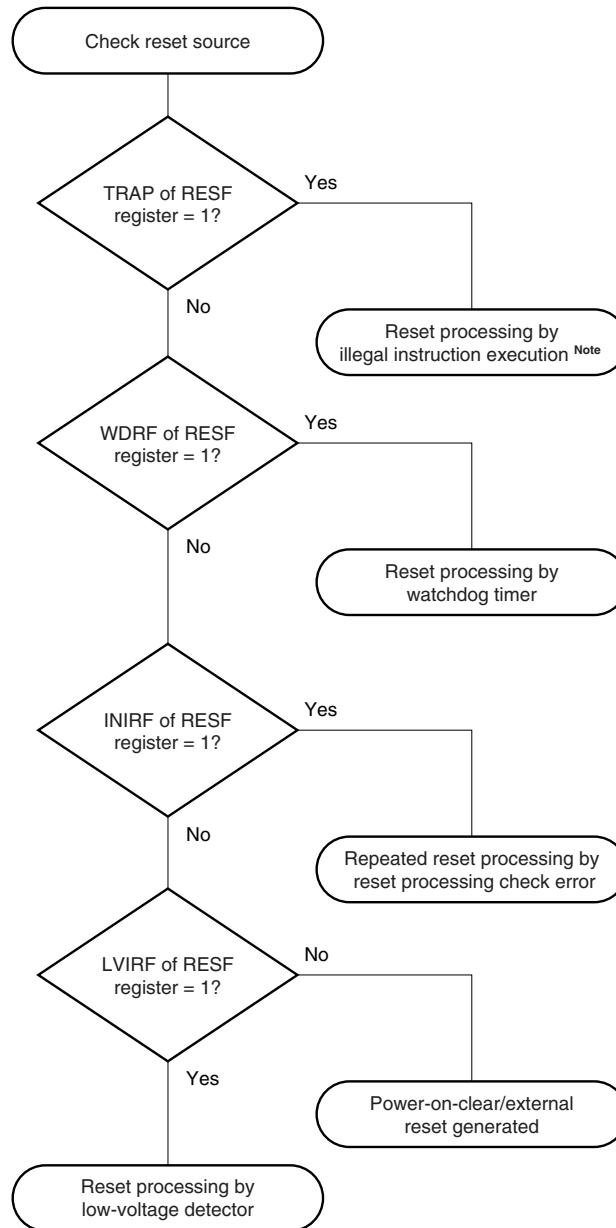 Check reset source
TRAP of RESF
register = 1?
Yes
No
Reset processing by
illegal instruction execution Note
WDRF of RESF
register = 1?
Yes
No
Reset processing by
watchdog timer
INIRF of RESF
register = 1?
Yes
No
Repeated reset processing by
reset processing check error
LVIRF of RESF
register = 1?
No
Yes
Power-on-clear/external
reset generated
Reset processing by
low-voltage detector